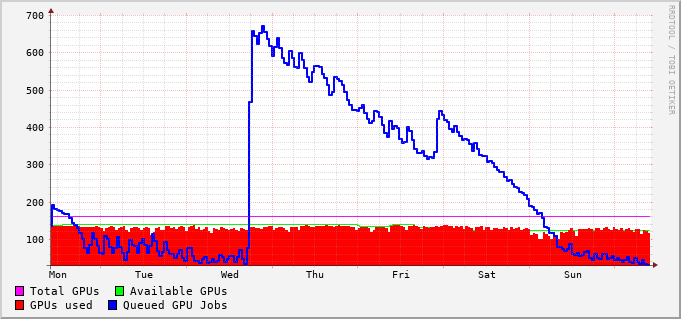 700
600
500
400
300
200
100
Mon Tue Wed Thu Fri Sat Sun
Total GPUs Available GPUs
GPUs used Queued GPU Jobs
RRDTOOL / TOBI OETIKER